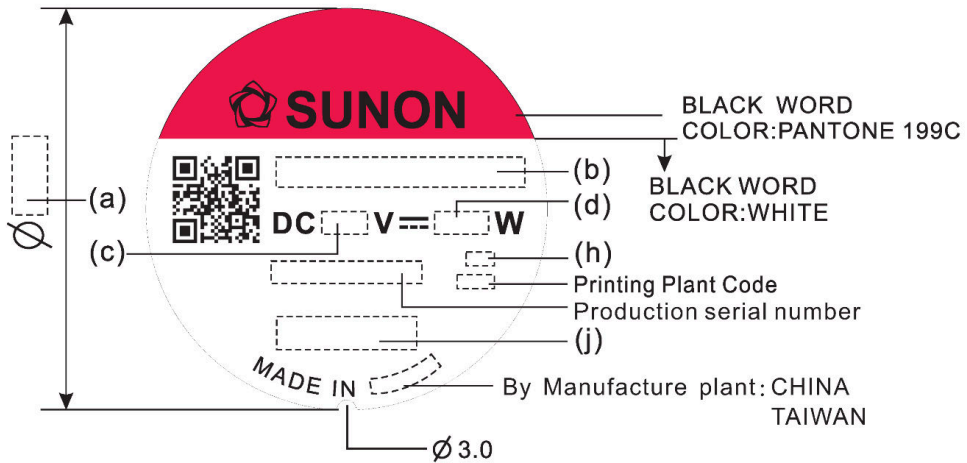 SUNON
BLACK WORD
COLOR:PANTONE 199C
(a)
(b)
BLACK WORD
COLOR:WHITE
(d)
DC V W
(c)
(h)
Printing Plant Code
Production serial number
(j)
MADE IN
By Manufacture plant: CHINA
TAIWAN
Ø
Ø 3.0